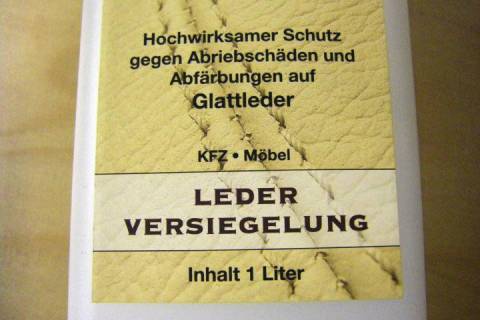 Hochwirksamer Schutz
gegen Abriebschäden und
Abfärbungen auf
Glattleder
KFZ • Möbel
LEDER
VERSIEGELUNG
Inhalt 1 Liter